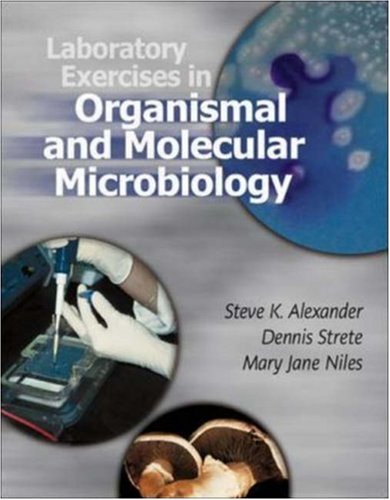 Laboratory
Exercises in
Organismal
and Molecular
Microbiology
Steve K. Alexander
Dennis Strete
Mary Jane Niles